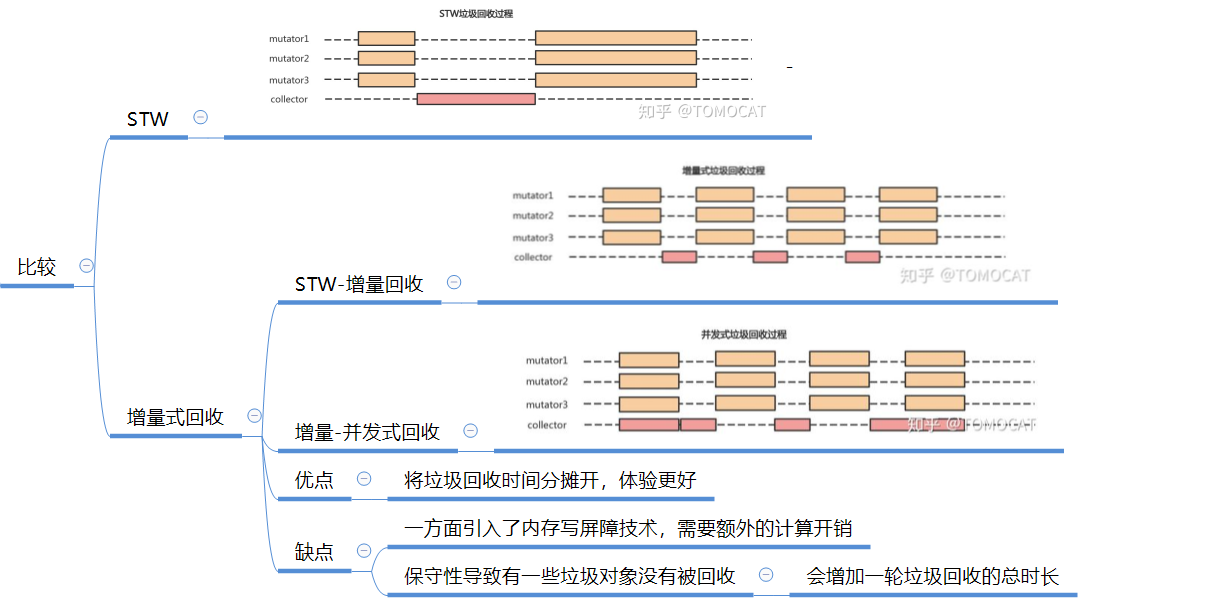 STW垃圾回收过程
mutator1
mutator2
mutator3
collector
知乎 @TOMOCAT
STW
增量式垃圾回收过程
mutator1
mutator2
mutator3
collector
知乎 @TOMOCAT
比较
STW-增量回收
并发式垃圾回收过程
mutator1
mutator2
mutator3
collector
知乎 @TOMOCAT
增量式回收
增量-并发式回收
优点
将垃圾回收时间分摊开，体验更好
缺点
一方面引入了内存写屏障技术，需要额外的计算开销
保守性导致有一些垃圾对象没有被回收
会增加一轮垃圾回收的总时长